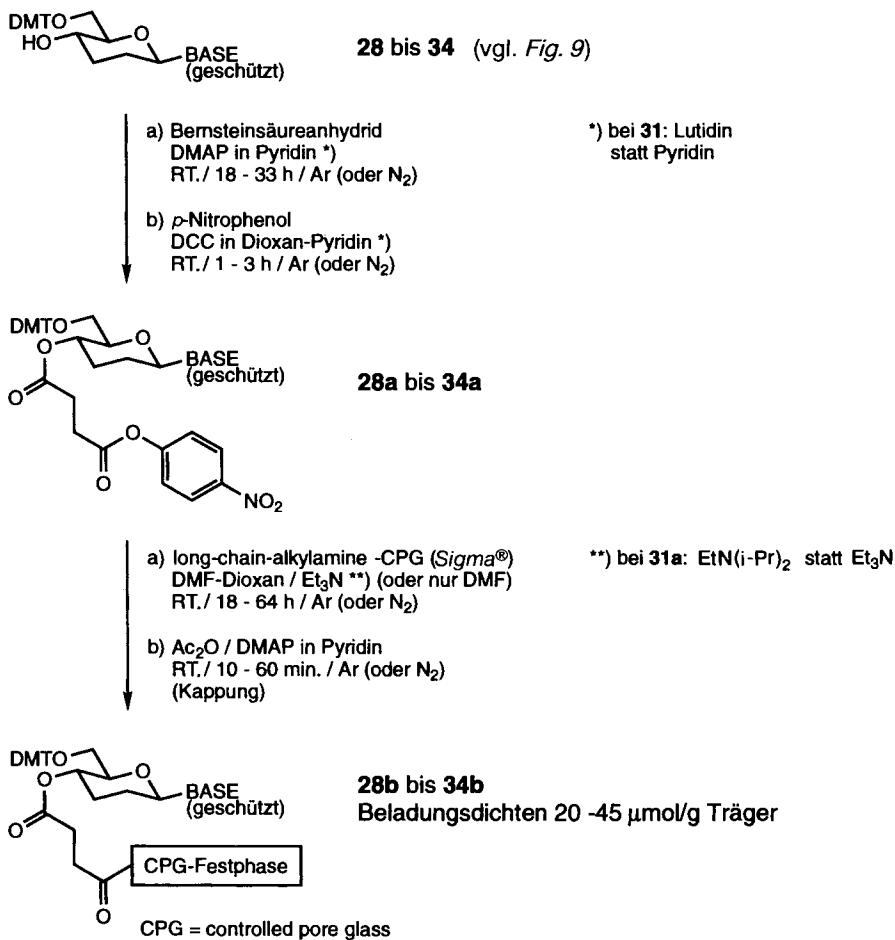 DMTO
HO
O
BASE
(geschützt)
28 bis 34 (vgl. Fig. 9)
a) Bernsteinsäureanhydrid
DMAP in Pyridin *)
RT. / 18 - 33 h / Ar (oder N2)
*) bei 31: Lutidin
statt Pyridin
b) p-Nitrophenol
DCC in Dioxan-Pyridin *)
RT. / 1 - 3 h / Ar (oder N2)
DMTO
O
O
BASE
(geschützt)
O
O
O
NO2
28a bis 34a
a) long-chain-alkylamine -CPG (Sigma®)
DMF-Dioxan / Et3N **) (oder nur DMF)
RT. / 18 - 64 h / Ar (oder N2)
**) bei 31a: EtN(i-Pr)2 statt Et3N
b) Ac2O / DMAP in Pyridin
RT. / 10 - 60 min. / Ar (oder N2)
(Kappung)
DMTO
O
O
BASE
(geschützt)
O
O
28b bis 34b
Beladungsdichten 20 -45 µmol/g Träger
CPG-Festphase
CPG = controlled pore glass